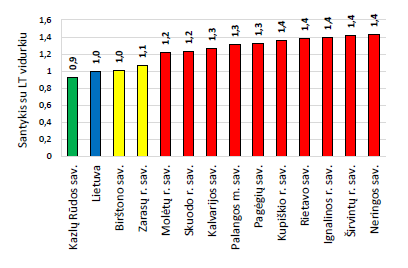 Santykis su LT vidurkiu
1,6
1,4
1,2
1
0,8
0,6
0,4
0,2
0
0,9
1,0
1,0
1,1
1,2
1,2
1,3
1,3
1,3
1,4
1,4
1,4
1,4
1,4
Kazlų Rūdos sav.
Lietuva
Birštono sav.
Zarasų r. sav.
Molėtų r. sav.
Skuodo r. sav.
Kalvarijos sav.
Palangos m. sav.
Pagėgių sav.
Kupiškio r. sav.
Rietavo sav.
Ignalinos r. sav.
Širvintų r. sav.
Neringos sav.